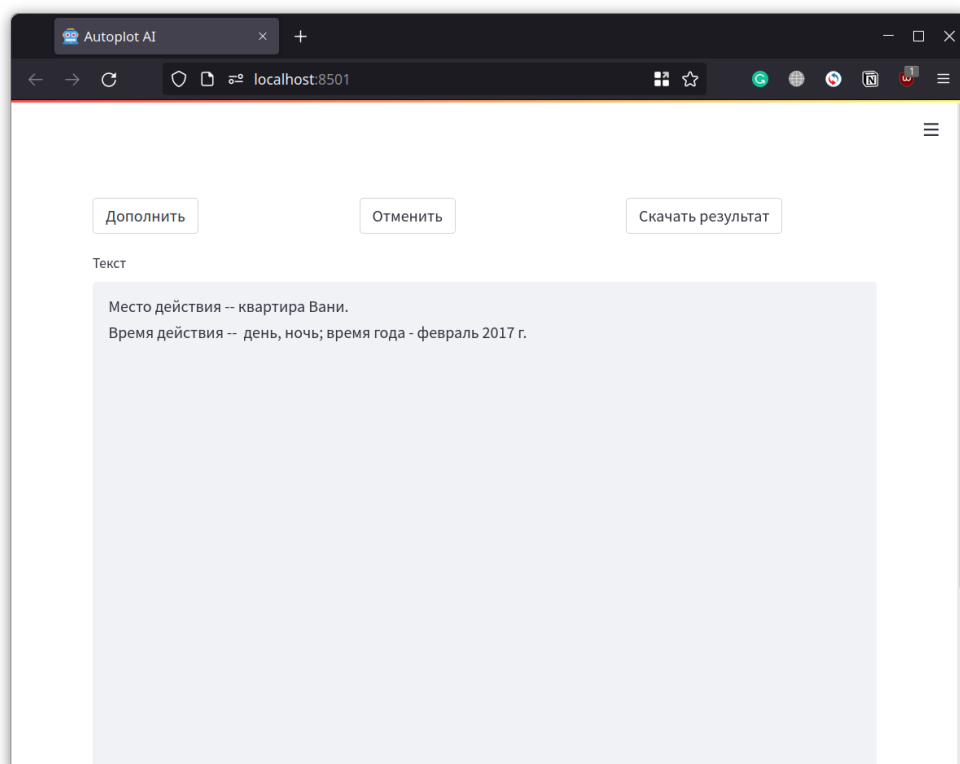 Autoplot AI
localhost:8501
1
Дополнить
Отменить
Скачать результат
Текст
Место действия -- квартира Вани.
Время действия --  день, ночь; время года - февраль 2017 г.